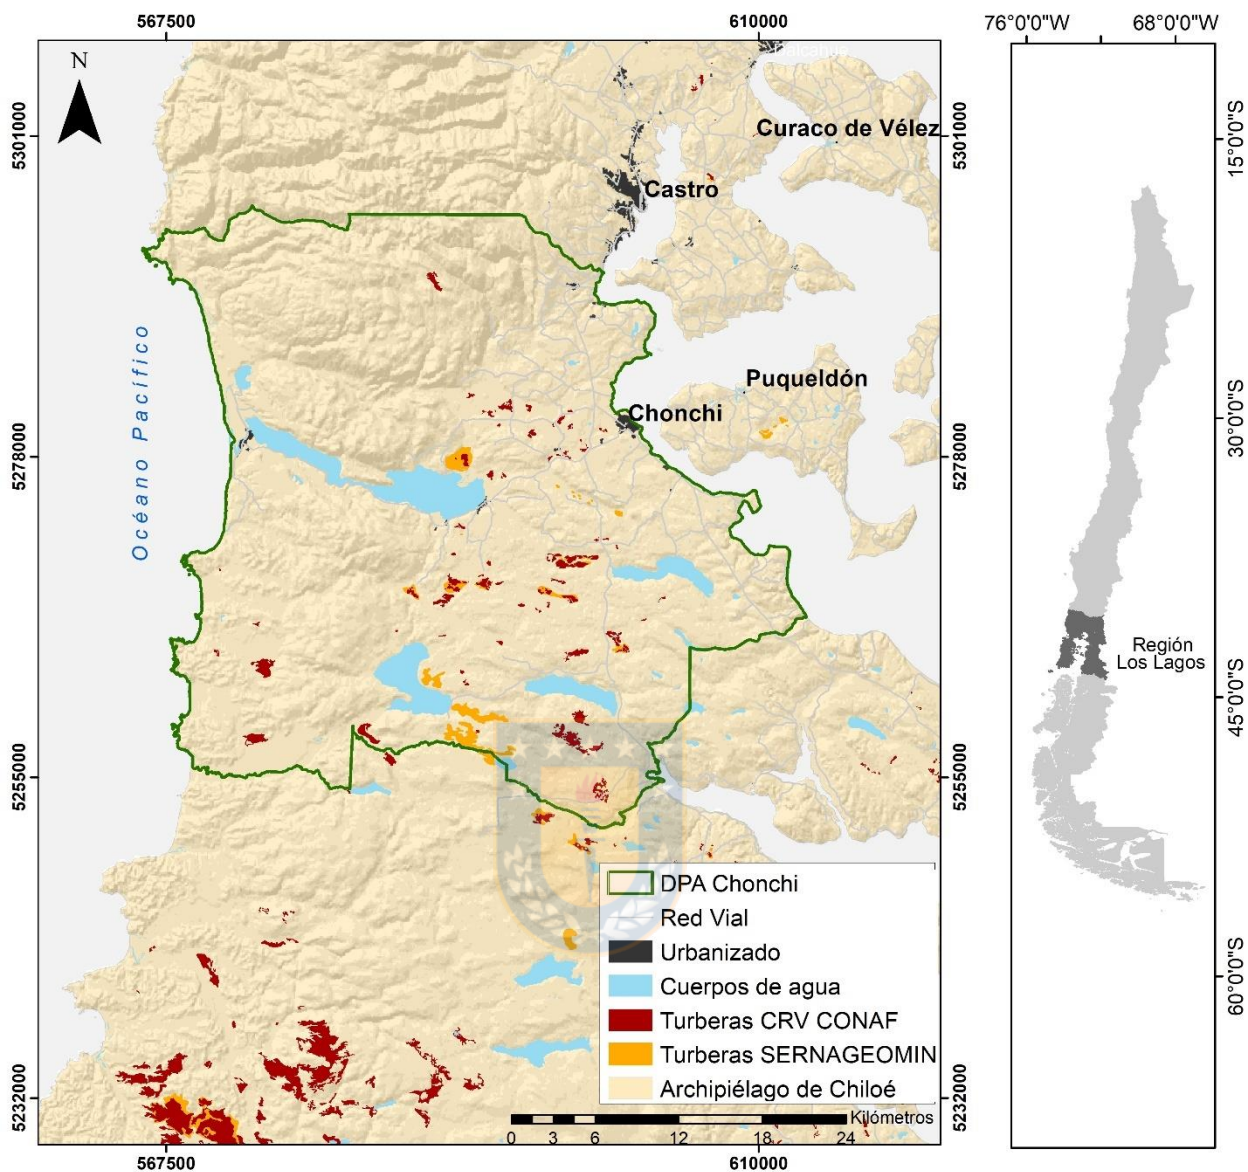 567500
610000
76°0'0"W
68°0'0"W
N
Dalcahue
5301000
5301000
Curaco de Vélez
Castro
15°0'0"S
Océano Pacífico
Puqueldón
Chonchi
30°0'0"S
5278000
5278000
Región
Los Lagos
45°0'0"S
5255000
5255000
DPA Chonchi
Red Vial
Urbanizado
Cuerpos de agua
Turberas CRV CONAF
Turberas SERNAGEOMIN
Archipiélago de Chiloé
60°0'0"S
5232000
5232000
Kilómetros
0 3 6 12 18 24
567500
610000